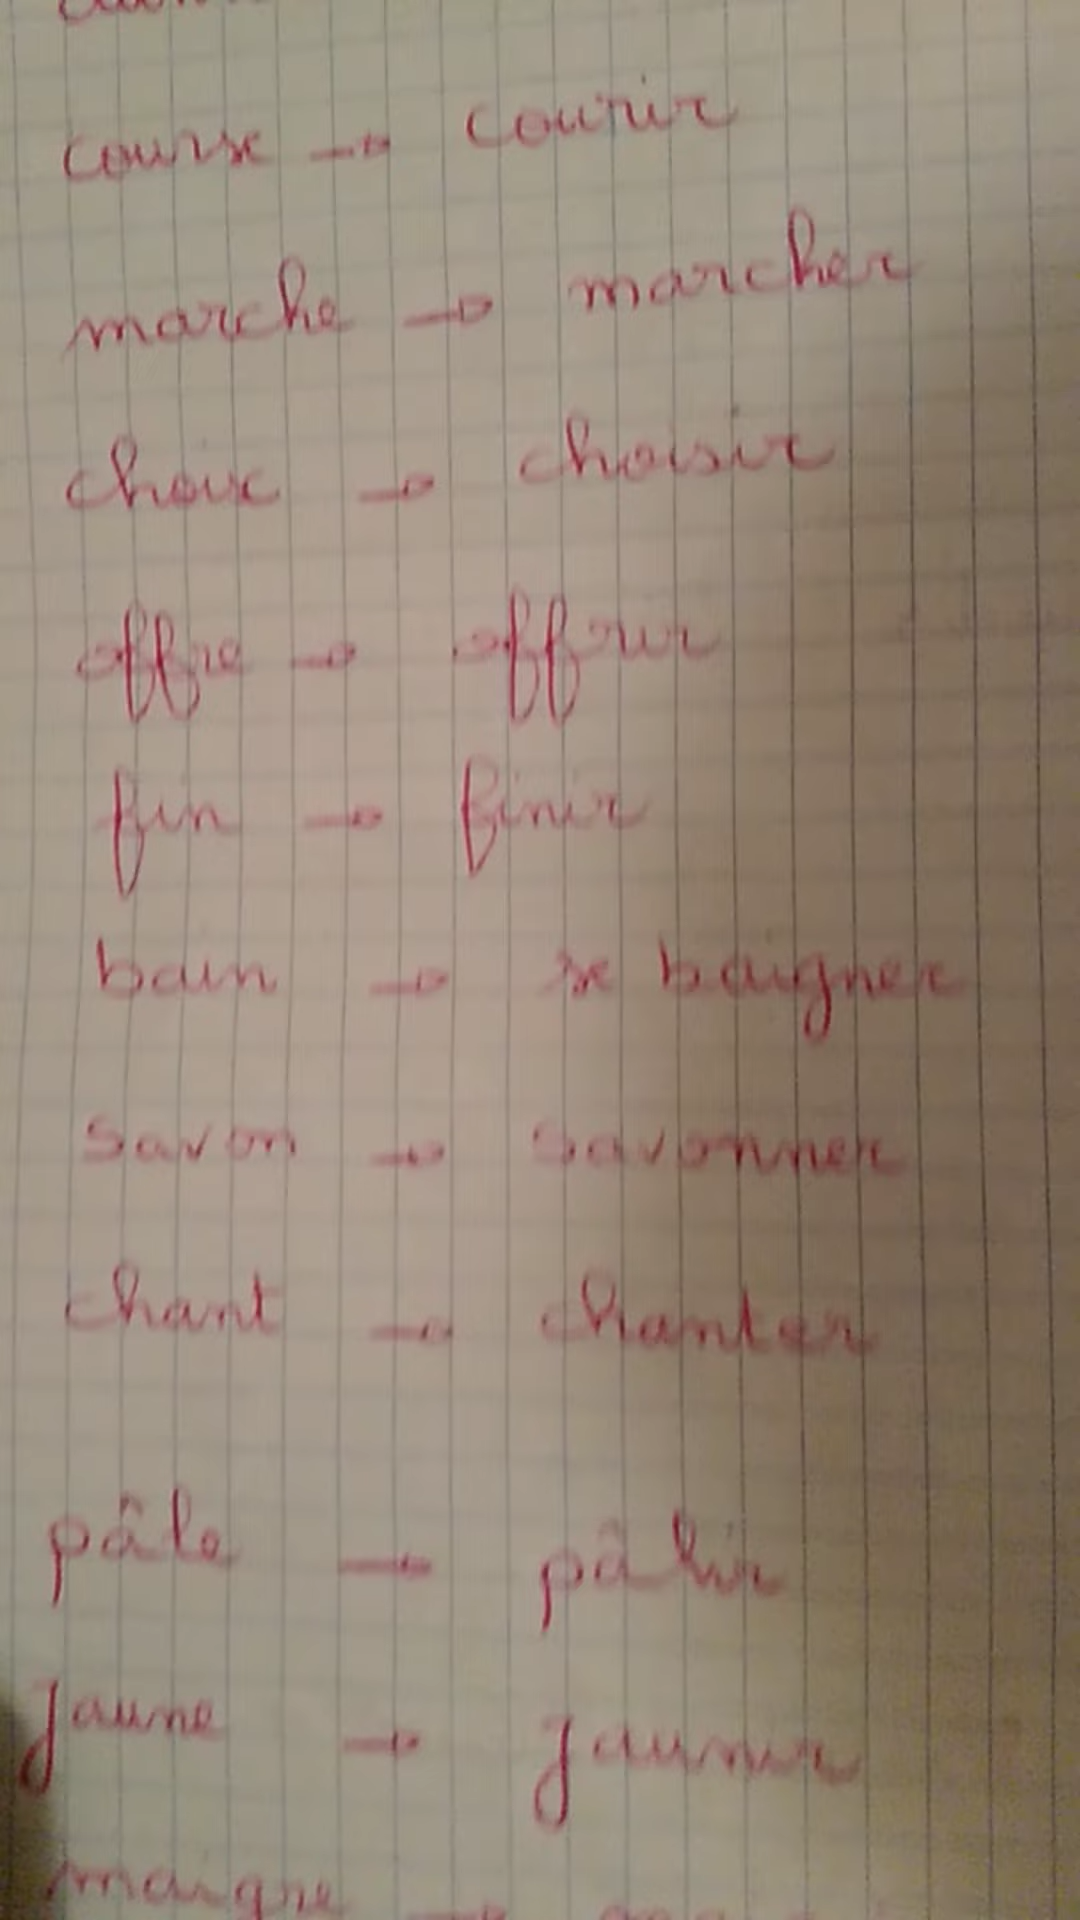 course → courir
marche → marcher
choix → choisir
offre → offrir
fin → finir
bain → se baigner
savon → savonner
chant → chanter
pâle → pâlir
jaune → jaunir
maigre →